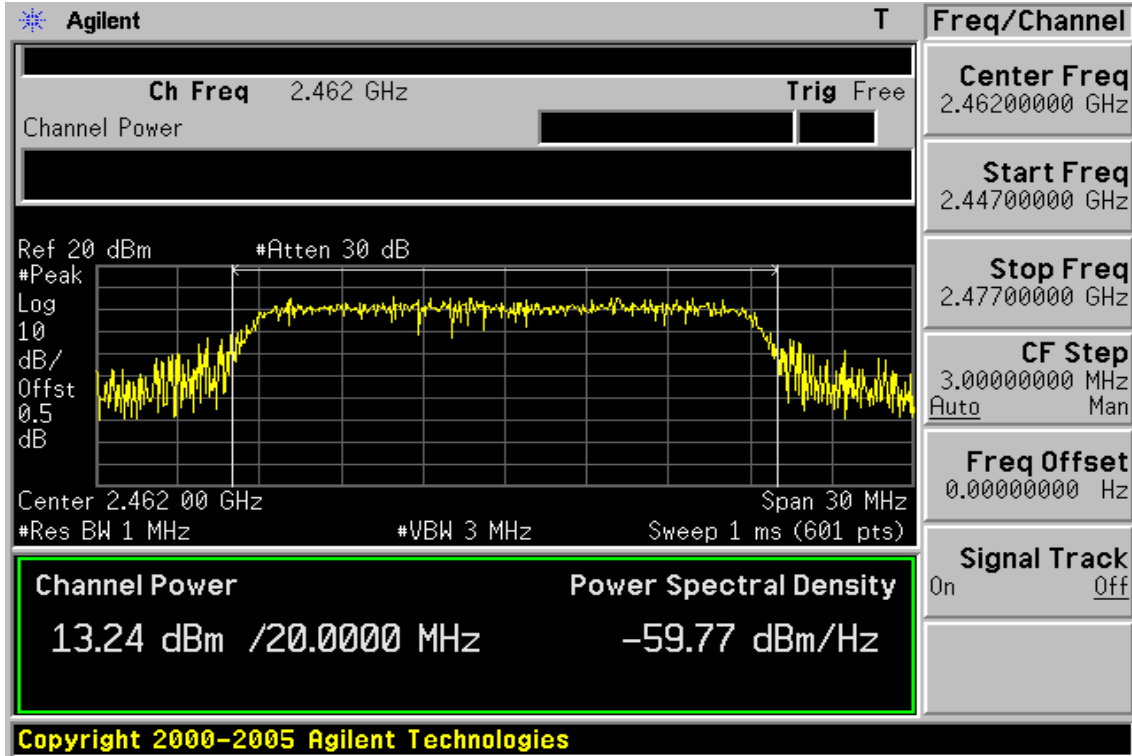 Agilent T
Ch Freq 2.462 GHz Trig Free
Channel Power
Ref 20 dBm #Atten 30 dB
#Peak
Log
10
dB/
Offst
0.5
dB
Center 2.462 00 GHz Span 30 MHz
#Res BW 1 MHz #VBW 3 MHz Sweep 1 ms (601 pts)
Channel Power Power Spectral Density
13.24 dBm /20.0000 MHz -59.77 dBm/Hz
Copyright 2000-2005 Agilent Technologies
Freq/Channel
Center Freq
2.46200000 GHz
Start Freq
2.44700000 GHz
Stop Freq
2.47700000 GHz
CF Step
3.00000000 MHz
Auto Man
Freq Offset
0.00000000 Hz
Signal Track
On Off